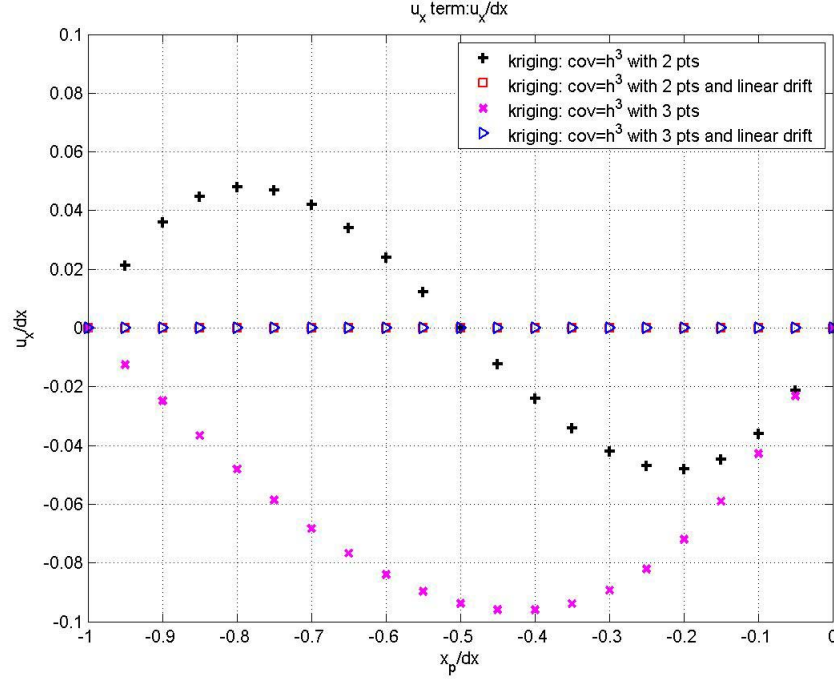 u_x term:u_x/dx
kriging: cov=h^3 with 2 pts
kriging: cov=h^3 with 2 pts and linear drift
kriging: cov=h^3 with 3 pts
kriging: cov=h^3 with 3 pts and linear drift
u_x/dx
0.1
0.08
0.06
0.04
0.02
0
-0.02
-0.04
-0.06
-0.08
-0.1
-1 -0.9 -0.8 -0.7 -0.6 -0.5 -0.4 -0.3 -0.2 -0.1 0
x_p/dx